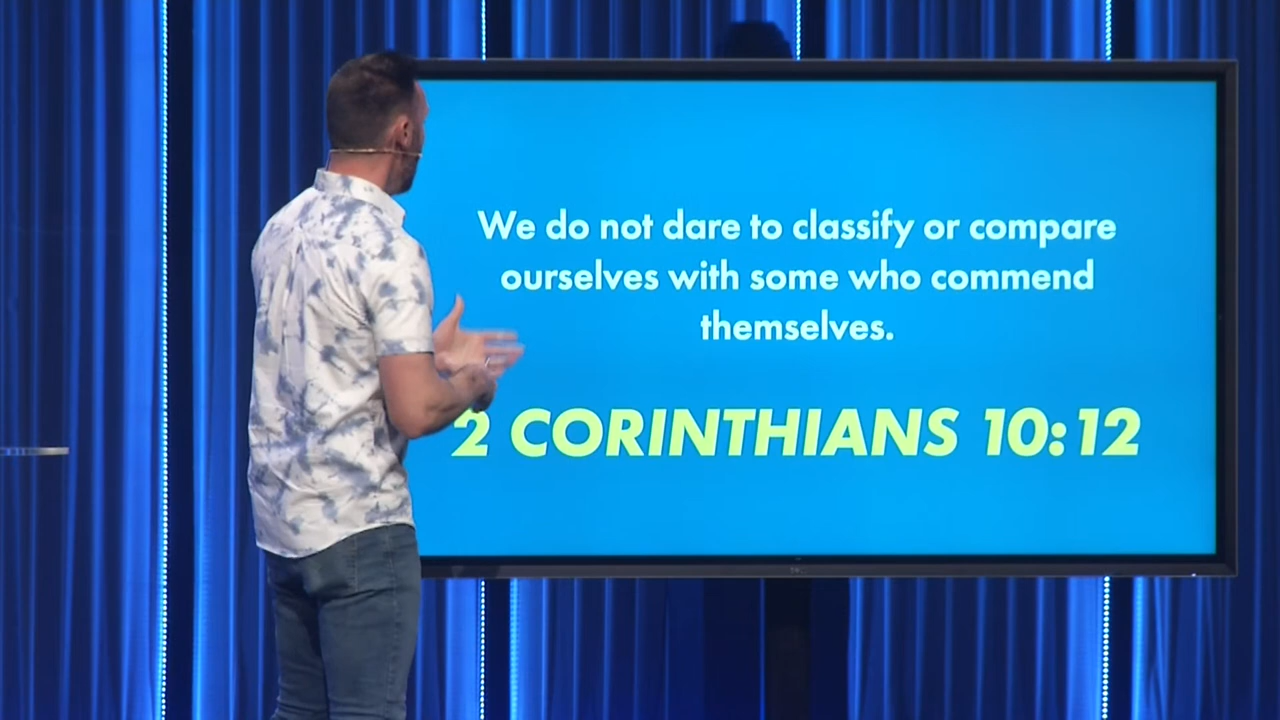 We do not dare to classify or compare
ourselves with some who commend
themselves.
2 CORINTHIANS 10:12